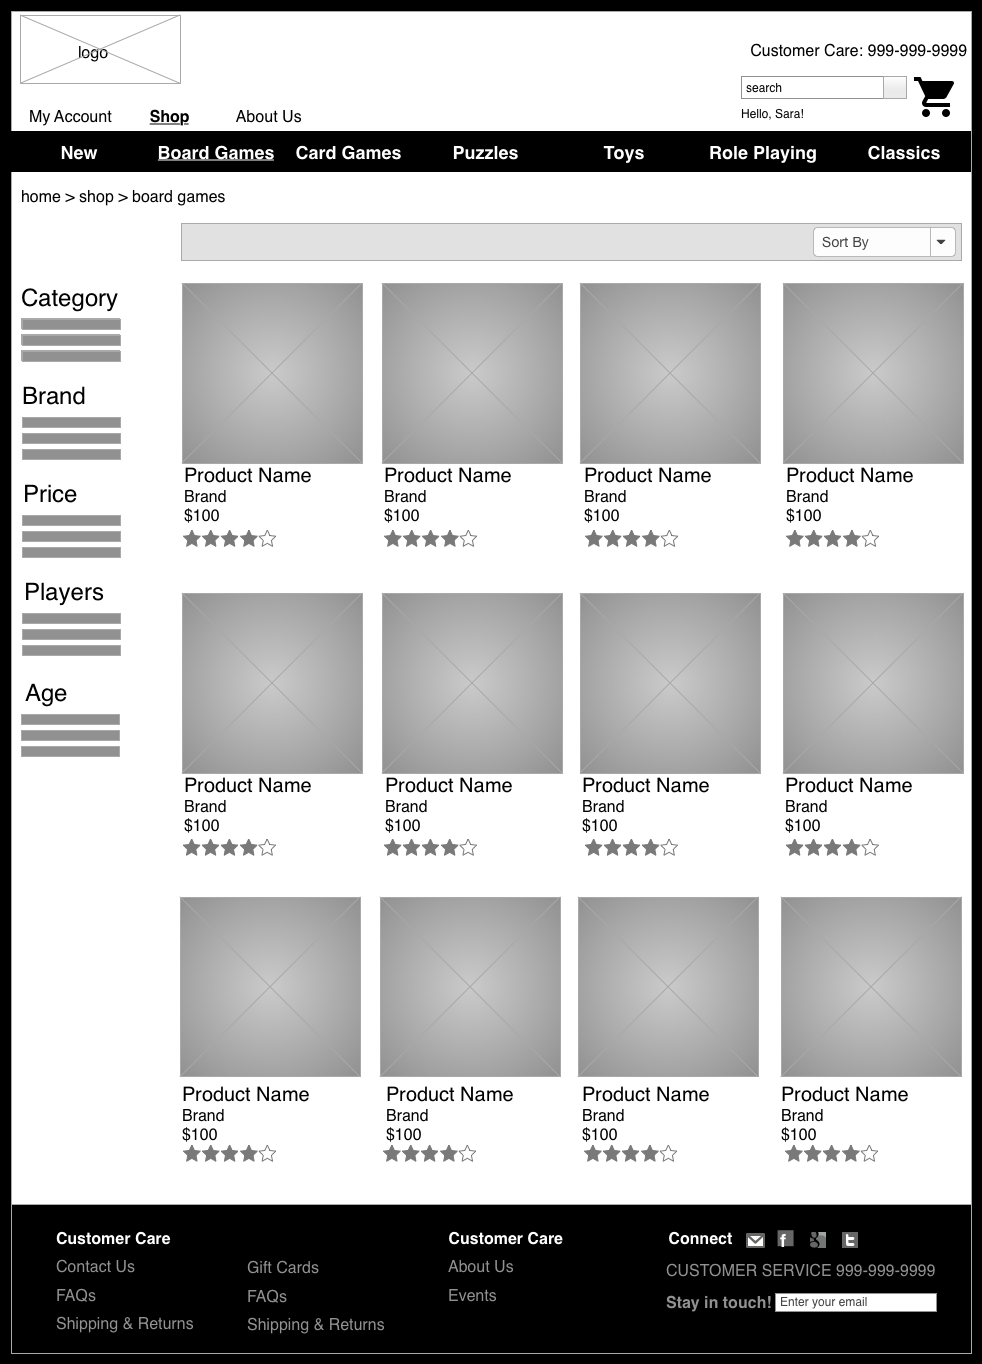 logo
Customer Care: 999-999-9999
search
Hello, Sara!
My Account Shop About Us
New Board Games Card Games Puzzles Toys Role Playing Classics
home > shop > board games
Sort By
Category
Brand
Price
Players
Age
Product Name Product Name Product Name Product Name
Brand Brand Brand Brand
$100 $100 $100 $100
Product Name Product Name Product Name Product Name
Brand Brand Brand Brand
$100 $100 $100 $100
Product Name Product Name Product Name Product Name
Brand Brand Brand Brand
$100 $100 $100 $100
Customer Care
Contact Us
FAQs
Shipping & Returns
Gift Cards
FAQs
Shipping & Returns
Customer Care
About Us
Events
Connect
CUSTOMER SERVICE 999-999-9999
Stay in touch! Enter your email